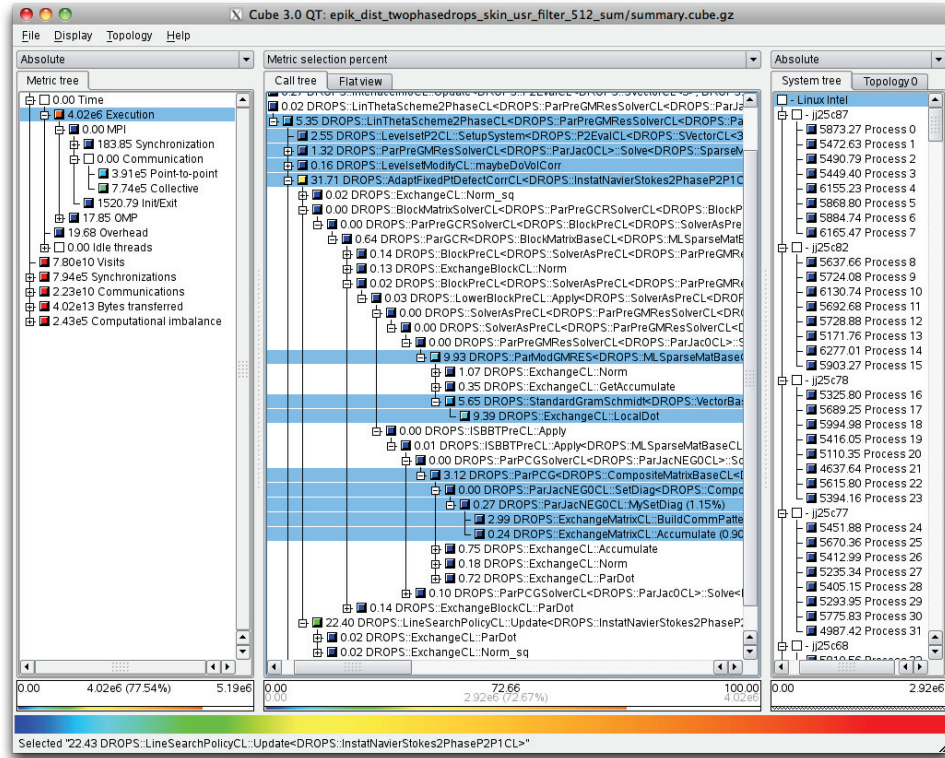 Cube 3.0 QT: epik_dist_twophasedrops_skin_usr_filter_512_sum/summary.cube.gz
File Display Topology Help
Absolute
Metric tree
0.00 Time
4.02e6 Execution
0.00 MPI
183.85 Synchronization
0.00 Communication
3.91e5 Point-to-point
7.74e5 Collective
1520.79 Init/Exit
17.85 OMP
19.68 Overhead
0.00 Idle threads
7.80e10 Visits
7.94e5 Synchronizations
2.23e10 Communications
4.02e13 Bytes transferred
2.43e5 Computational imbalance
0.00 4.02e6 (77.54%) 5.19e6
Metric selection percent
Call tree Flat view
0.02 DROPS::LinThetaScheme2PhaseCL<DROPS::ParPreGMResSolverCL<DROPS::ParJa
5.35 DROPS::LinThetaScheme2PhaseCL<DROPS::ParPreGMResSolverCL<DROPS::Pa
2.55 DROPS::LevelsetP2CL::SetupSystem<DROPS::P2EvalCL<DROPS::SVectorCL<3
1.32 DROPS::ParPreGMResSolverCL<DROPS::ParJac0CL>::Solve<DROPS::SparseM
0.16 DROPS::LevelsetModifyCL::maybeDoVolCorr
31.71 DROPS::AdaptFixedPtDefectCorrCL<DROPS::InstatNavierStokes2PhaseP2P1C
0.02 DROPS::ExchangeCL::Norm_sq
0.00 DROPS::BlockMatrixSolverCL<DROPS::ParPreGCRSolverCL<DROPS::BlockP
0.00 DROPS::ParPreGCRSolverCL<DROPS::BlockPreCL<DROPS::SolverAsPre
0.64 DROPS::ParGCR<DROPS::BlockMatrixBaseCL<DROPS::MLSparseMatB
0.14 DROPS::BlockPreCL<DROPS::SolverAsPreCL<DROPS::ParPreGMRe
0.13 DROPS::ExchangeBlockCL::Norm
0.02 DROPS::BlockPreCL<DROPS::SolverAsPreCL<DROPS::ParPreGMRe
0.03 DROPS::LowerBlockPreCL::Apply<DROPS::SolverAsPreCL<DROP
0.00 DROPS::SolverAsPreCL<DROPS::ParPreGMResSolverCL<DRO
0.00 DROPS::SolverAsPreCL<DROPS::ParPreGMResSolverCL<D
0.00 DROPS::ParPreGMResSolverCL<DROPS::ParJac0CL>::S
9.93 DROPS::ParModGMRES<DROPS::MLSparseMatBase
1.07 DROPS::ExchangeCL::Norm
0.35 DROPS::ExchangeCL::GetAccumulate
5.65 DROPS::StandardGramSchmidt<DROPS::VectorBas
9.39 DROPS::ExchangeCL::LocalDot
0.00 DROPS::ISBBTPreCL::Apply
0.01 DROPS::ISBBTPreCL::Apply<DROPS::MLSparseMatBaseCL
0.00 DROPS::ParPCGSolverCL<DROPS::ParJacNEG0CL>::So
3.12 DROPS::ParPCG<DROPS::CompositeMatrixBaseCL<D
0.00 DROPS::ParJacNEG0CL::SetDiag<DROPS::Compo
0.27 DROPS::ParJacNEG0CL::MySetDiag (1.15%)
2.99 DROPS::ExchangeMatrixCL::BuildCommPatte
0.24 DROPS::ExchangeMatrixCL::Accumulate (0.90
0.75 DROPS::ExchangeCL::Accumulate
0.18 DROPS::ExchangeCL::Norm
0.72 DROPS::ExchangeCL::ParDot
0.10 DROPS::ParPCGSolverCL<DROPS::ParJac0CL>::Solve<
0.14 DROPS::ExchangeBlockCL::ParDot
22.40 DROPS::LineSearchPolicyCL::Update<DROPS::InstatNavierStokes2PhaseP2
0.02 DROPS::ExchangeCL::ParDot
0.02 DROPS::ExchangeCL::Norm_sq
0.00 72.66 100.00
0.00 2.92e6 (72.67%) 4.02e6
Absolute
System tree Topology 0
- Linux Intel
- jj25c87
5873.27 Process 0
5472.63 Process 1
5490.79 Process 2
5449.40 Process 3
6155.23 Process 4
5868.80 Process 5
5884.74 Process 6
6165.47 Process 7
- jj25c82
5637.66 Process 8
5724.08 Process 9
6130.74 Process 10
5692.68 Process 11
5728.88 Process 12
5171.76 Process 13
6277.01 Process 14
5903.27 Process 15
- jj25c78
5325.80 Process 16
5689.25 Process 17
5994.98 Process 18
5416.05 Process 19
5110.35 Process 20
4637.64 Process 21
5615.80 Process 22
5394.16 Process 23
- jj25c77
5451.88 Process 24
5670.36 Process 25
5412.99 Process 26
5235.34 Process 27
5405.15 Process 28
5293.95 Process 29
5775.83 Process 30
4987.42 Process 31
- jj25c68
0.00 2.92e6
Selected "22.43 DROPS::LineSearchPolicyCL::Update<DROPS::InstatNavierStokes2PhaseP2P1CL>"